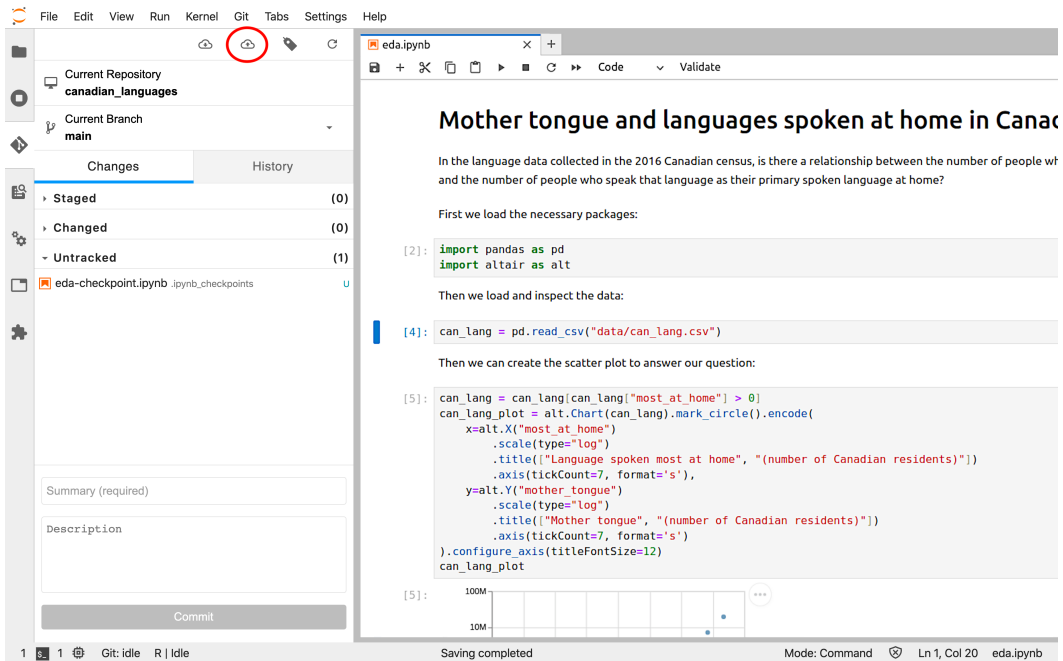 File Edit View Run Kernel Git Tabs Settings Help
Current Repository
canadian_languages
Current Branch
main
Changes History
Staged (0)
Changed (0)
Untracked (1)
eda-checkpoint.ipynb .ipynb_checkpoints U
Summary (required)
Description
Commit
eda.ipynb
Code Validate
Mother tongue and languages spoken at home in Canad
In the language data collected in the 2016 Canadian census, is there a relationship between the number of people wh
and the number of people who speak that language as their primary spoken language at home?
First we load the necessary packages:
[2]: import pandas as pd
import altair as alt
Then we load and inspect the data:
[4]: can_lang = pd.read_csv("data/can_lang.csv")
Then we can create the scatter plot to answer our question:
[5]: can_lang = can_lang[can_lang["most_at_home"] > 0]
can_lang_plot = alt.Chart(can_lang).mark_circle().encode(
    x=alt.X("most_at_home")
        .scale(type="log")
        .title(["Language spoken most at home", "(number of Canadian residents)"])
        .axis(tickCount=7, format='s'),
    y=alt.Y("mother_tongue")
        .scale(type="log")
        .title(["Mother tongue", "(number of Canadian residents)"])
        .axis(tickCount=7, format='s')
).configure_axis(titleFontSize=12)
can_lang_plot
[5]: 100M
10M
1 $_ 1 Git: idle R | Idle Saving completed Mode: Command Ln 1, Col 20 eda.ipynb